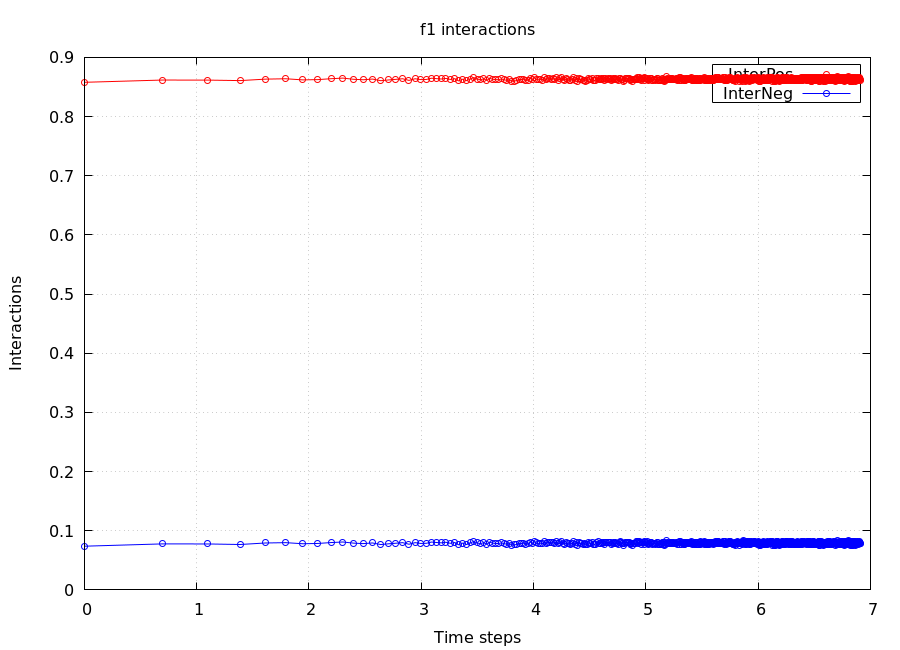 f1 interactions
0.9
0.8
0.7
0.6
0.5
0.4
0.3
0.2
0.1
0
Interactions
InterPos
InterNeg
0 1 2 3 4 5 6 7
Time steps